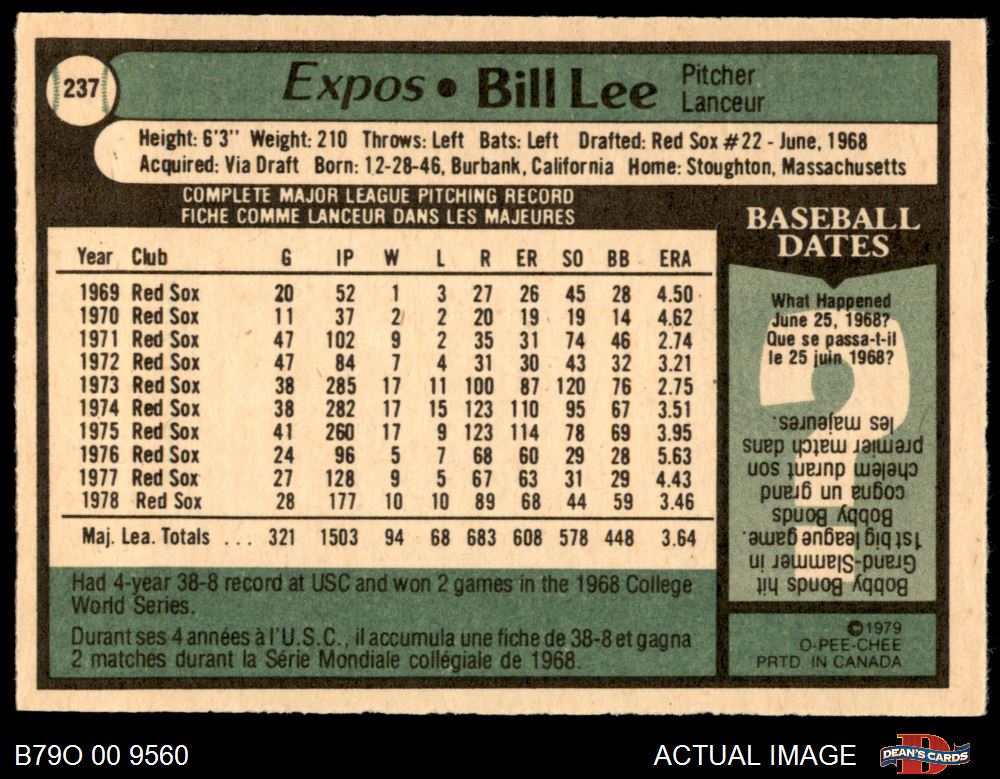 237
Expos • Bill Lee Pitcher
Lanceur
Height: 6'3" Weight: 210 Throws: Left Bats: Left Drafted: Red Sox #22 - June, 1968
Acquired: Via Draft Born: 12-28-46, Burbank, California Home: Stoughton, Massachusetts
COMPLETE MAJOR LEAGUE PITCHING RECORD
FICHE COMME LANCEUR DANS LES MAJEURES
Year Club G IP W L R ER SO BB ERA
1969 Red Sox 20 52 1 3 27 26 45 28 4.50
1970 Red Sox 11 37 2 2 20 19 19 14 4.62
1971 Red Sox 47 102 9 2 35 31 74 46 2.74
1972 Red Sox 47 84 7 4 31 30 43 32 3.21
1973 Red Sox 38 285 17 11 100 87 120 76 2.75
1974 Red Sox 38 282 17 15 123 110 95 67 3.51
1975 Red Sox 41 260 17 9 123 114 78 69 3.95
1976 Red Sox 24 96 5 7 68 60 29 28 5.63
1977 Red Sox 27 128 9 5 67 63 31 29 4.43
1978 Red Sox 28 177 10 10 89 68 44 59 3.46
Maj. Lea. Totals ... 321 1503 94 68 683 608 578 448 3.64
Had 4-year 38-8 record at USC and won 2 games in the 1968 College
World Series.
Durant ses 4 années à l'U.S.C., il accumula une fiche de 38-8 et gagna
2 matches durant la Série Mondiale collégiale de 1968.
BASEBALL
DATES
What Happened
June 25, 1968?
Que se passa-t-il
le 25 juin 1968?
Bobby Bonds hit
Grand-Slammer in
1st big league game.
Bobby Bonds
cogna un grand
chelem durant son
premier match dans
les majeures.
©1979
O-PEE-CHEE
PRTD. IN CANADA
B79O 00 9560
ACTUAL IMAGE
DEAN'S CARDS